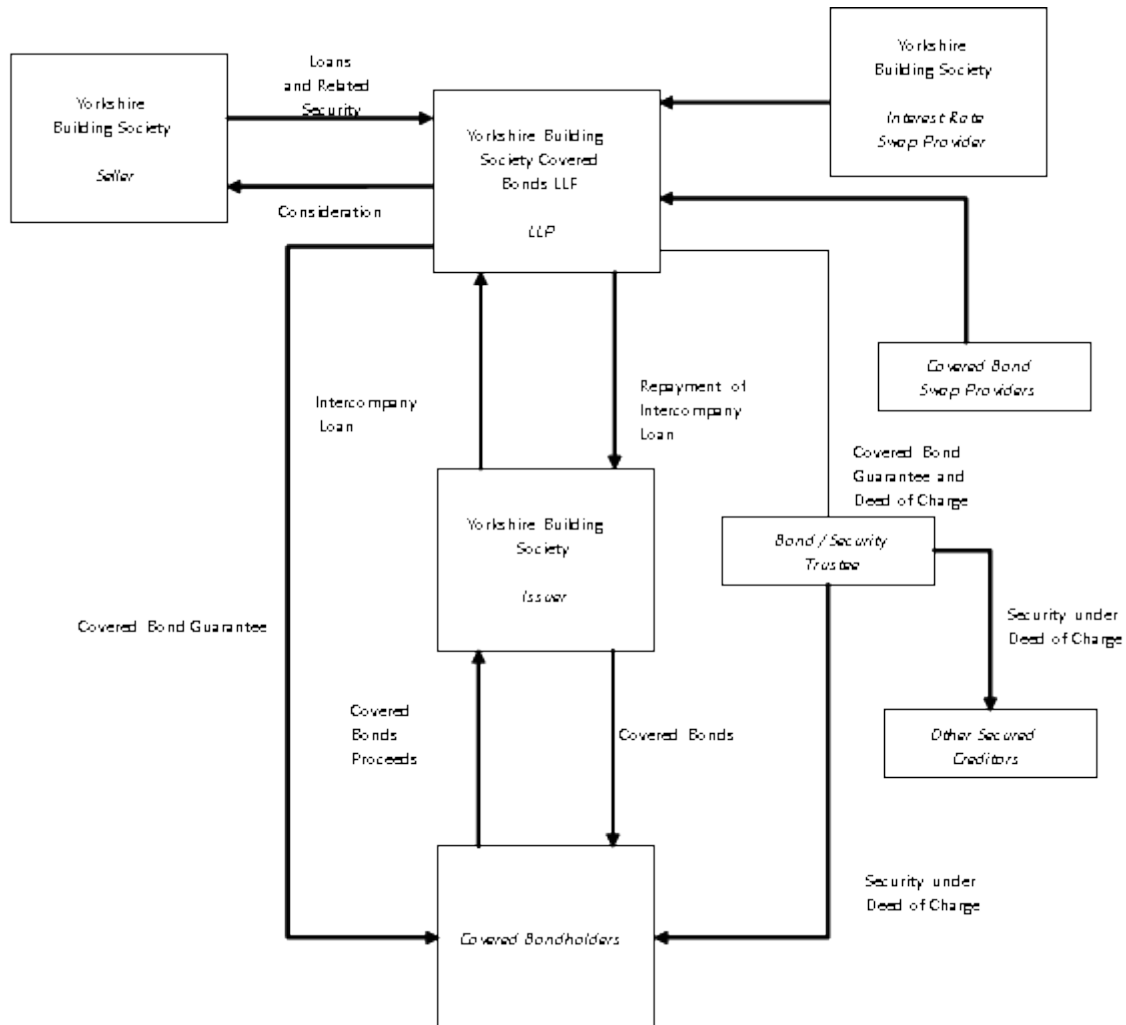 Yorkshire
Building Society
Seller
Loans
and Related
Security
Consideration
Yorkshire Building
Society Covered
Bonds LLP
LLP
Yorkshire
Building Society
Interest Rate
Swap Provider
Covered Bond
Swap Providers
Intercompany
Loan
Repayment of
Intercompany
Loan
Covered Bond
Guarantee and
Deed of Charge
Yorkshire Building
Society
Issuer
Bond / Security
Trustee
Covered Bond Guarantee
Security under
Deed of Charge
Covered
Bonds
Proceeds
Covered Bonds
Other Secured
Creditors
Security under
Deed of Charge
Covered Bondholders